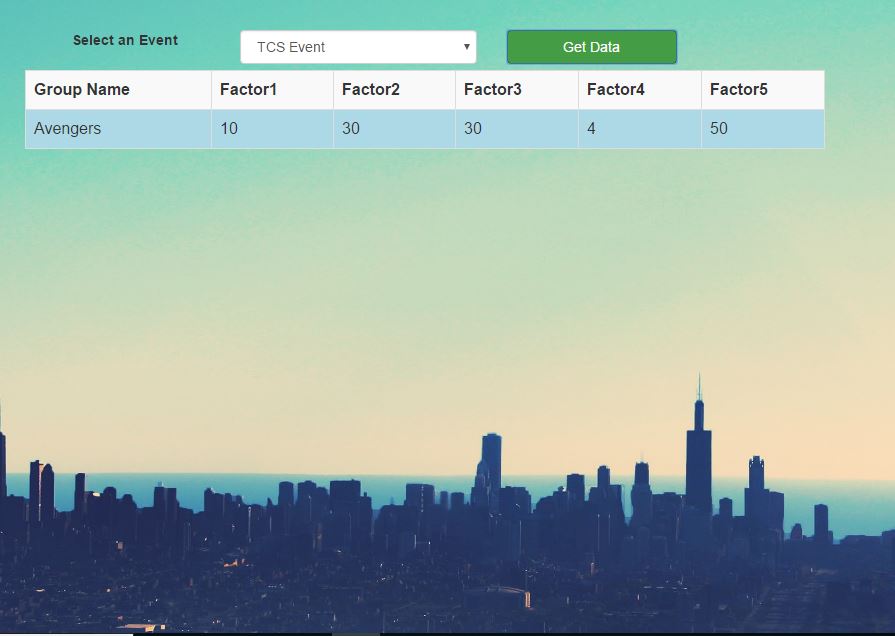 Select an Event TCS Event Get Data
Group Name Factor1 Factor2 Factor3 Factor4 Factor5
Avengers 10 30 30 4 50